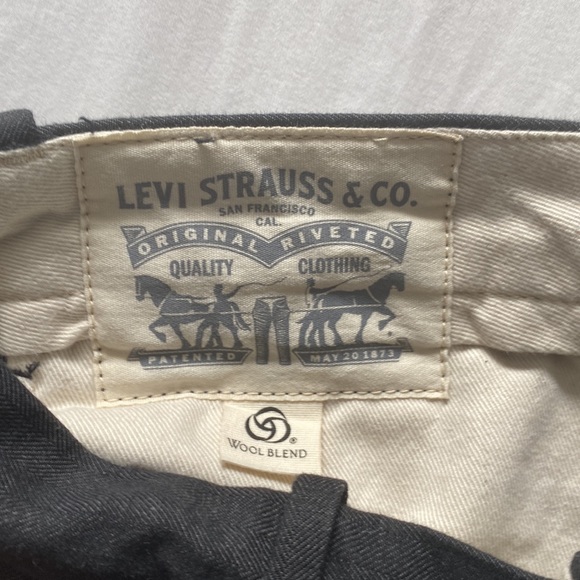 LEVI STRAUSS & CO.
SAN FRANCISCO
CAL.
ORIGINAL RIVETED
QUALITY CLOTHING
PATENTED MAY 20 1873
®
WOOL BLEND